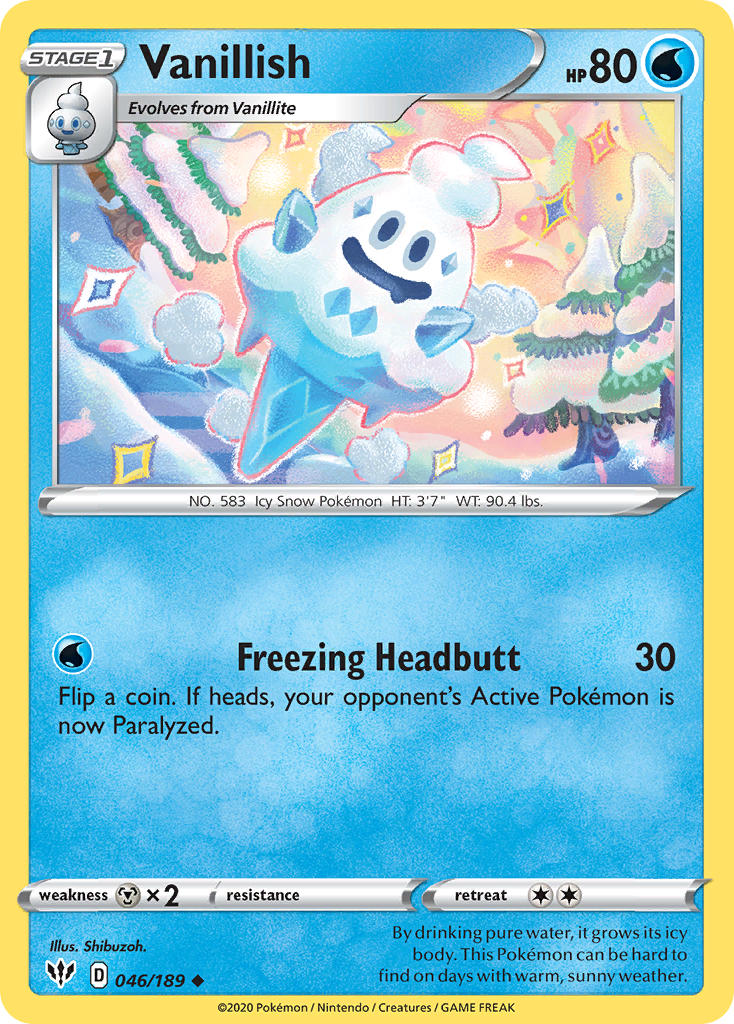 STAGE1
Vanillish
HP80
Evolves from Vanillite
NO. 583 Icy Snow Pokémon HT: 3'7" WT: 90.4 lbs.
Freezing Headbutt 30
Flip a coin. If heads, your opponent's Active Pokémon is
now Paralyzed.
weakness ×2 resistance retreat
Illus. Shibuzoh.
By drinking pure water, it grows its icy
body. This Pokémon can be hard to
find on days with warm, sunny weather.
D 046/189
©2020 Pokémon / Nintendo / Creatures / GAME FREAK